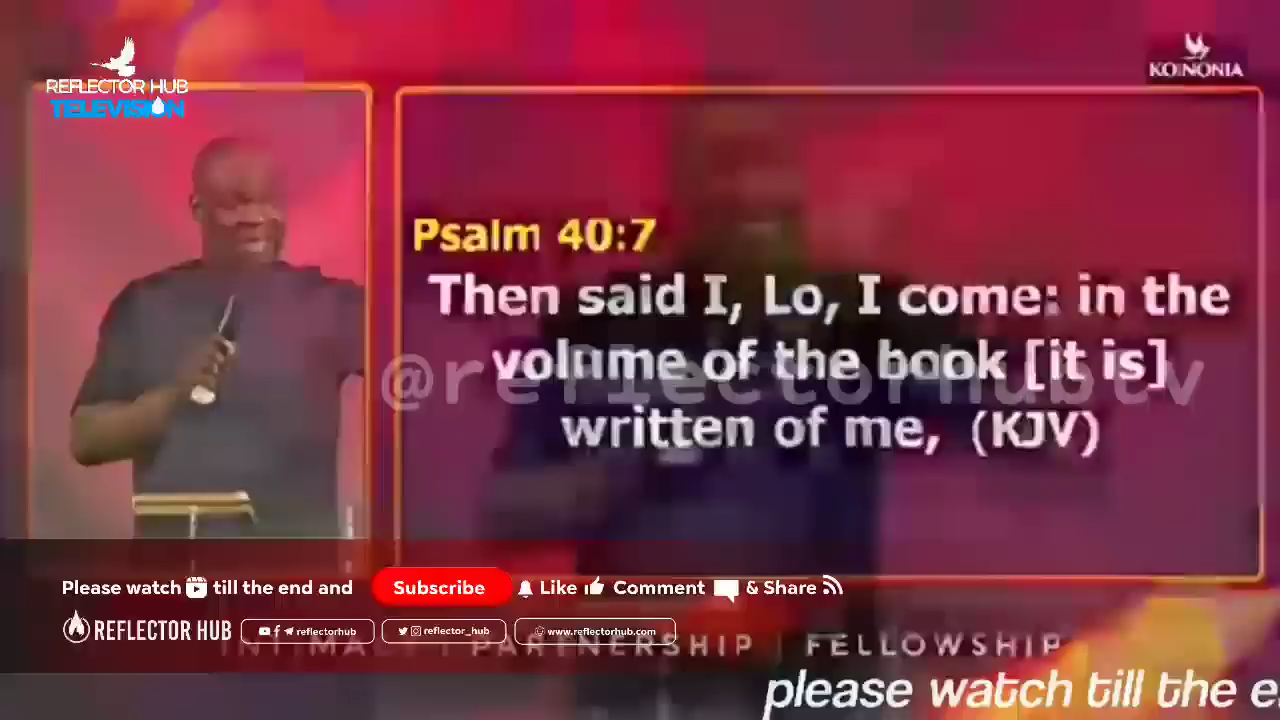 REFLECTOR HUB
TELEVISION
KOINONIA
Psalm 40:7
Then said I, Lo, I come: in the
volume of the book [it is]
written of me, (KJV)
@reflectorhubtv
Please watch till the end and Subscribe Like Comment & Share
REFLECTOR HUB reflectorhub reflector_hub www.reflectorhub.com
INTIMACY | PARTNERSHIP | FELLOWSHIP
please watch till the e